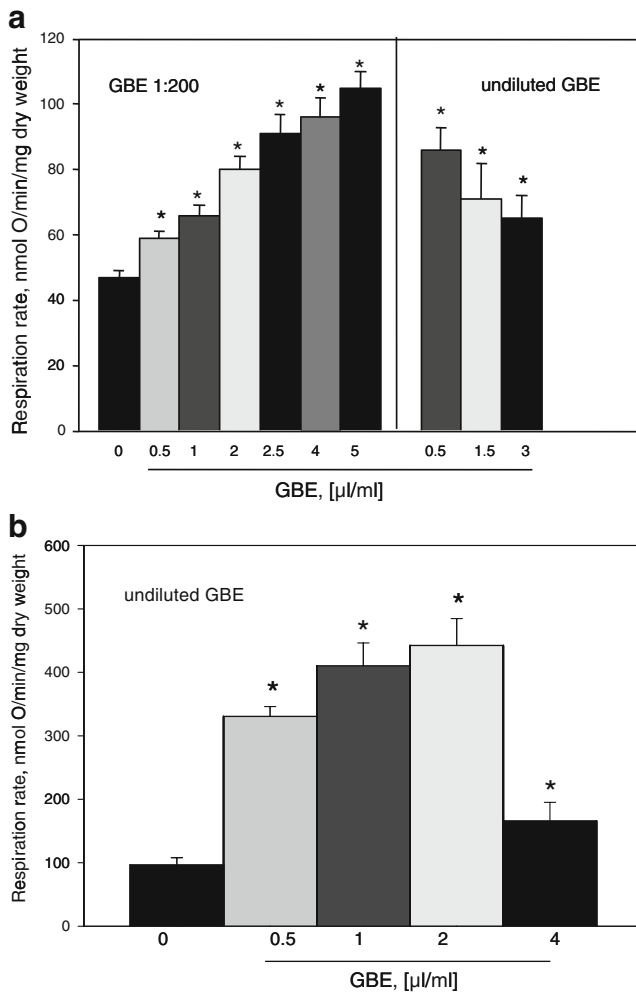 a
Respiration rate, nmol O/min/mg dry weight
120
100
80
60
40
20
0
GBE 1:200
undiluted GBE
* * * * * *
* * *
0 0.5 1 2 2.5 4 5 0.5 1.5 3
GBE, [µl/ml]
b
Respiration rate, nmol O/min/mg dry weight
600
500
400
300
200
100
0
undiluted GBE
* * * *
0 0.5 1 2 4
GBE, [µl/ml]